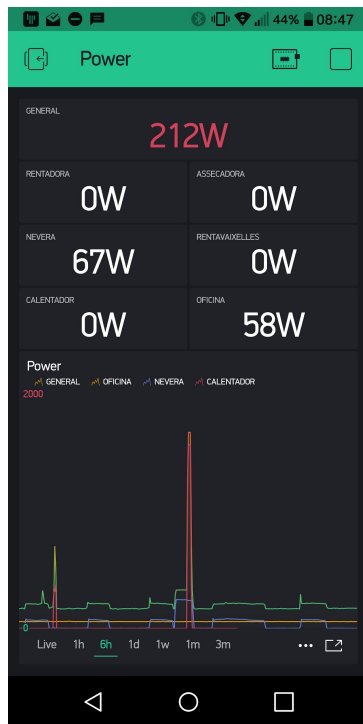 44% 08:47
Power
GENERAL
212W
RENTADORA
0W
ASSECADORA
0W
NEVERA
67W
RENTAVAIXELLES
0W
CALENTADOR
0W
OFICINA
58W
Power
GENERAL OFICINA NEVERA CALENTADOR
2000
0
Live 1h 6h 1d 1w 1m 3m